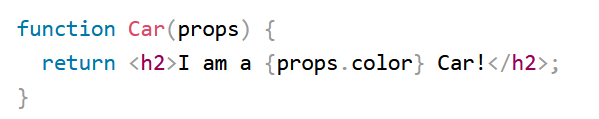 function Car(props) {
  return <h2>I am a {props.color} Car!</h2>;
}